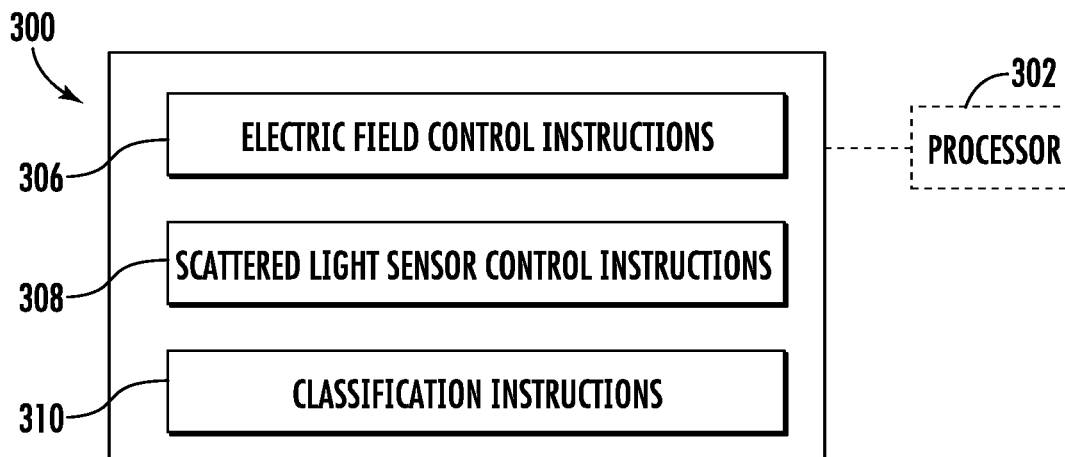 300
302
ELECTRIC FIELD CONTROL INSTRUCTIONS
PROCESSOR
306
SCATTERED LIGHT SENSOR CONTROL INSTRUCTIONS
308
CLASSIFICATION INSTRUCTIONS
310